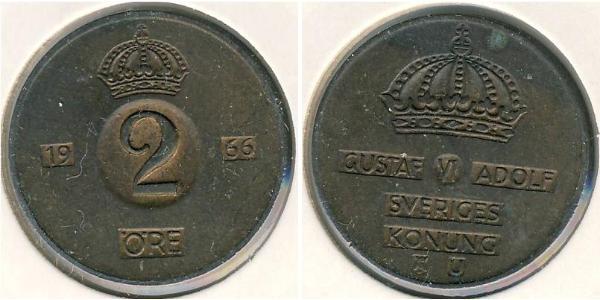 19 2 66
ÖRE
GUSTAF VI ADOLF
SVERIGES
KONUNG
U